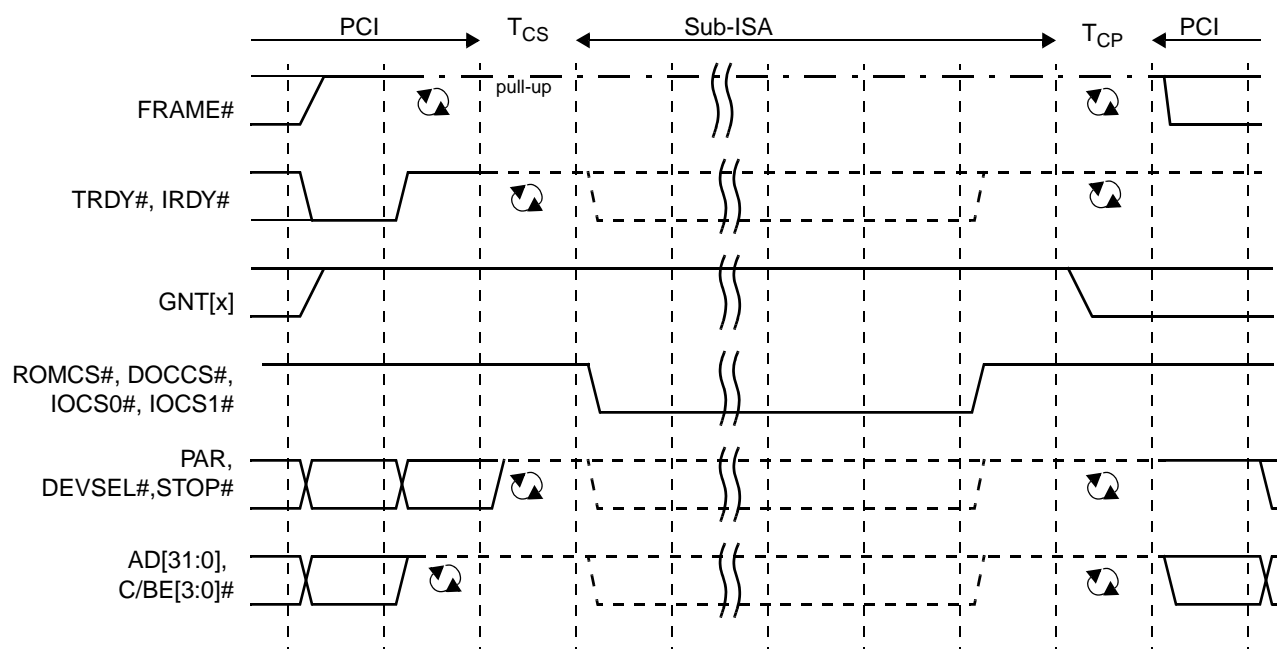 PCI TCS Sub-ISA TCP PCI
pull-up
FRAME#
TRDY#, IRDY#
GNT[x]
ROMCS#, DOCCS#,
IOCS0#, IOCS1#
PAR,
DEVSEL#,STOP#
AD[31:0],
C/BE[3:0]#